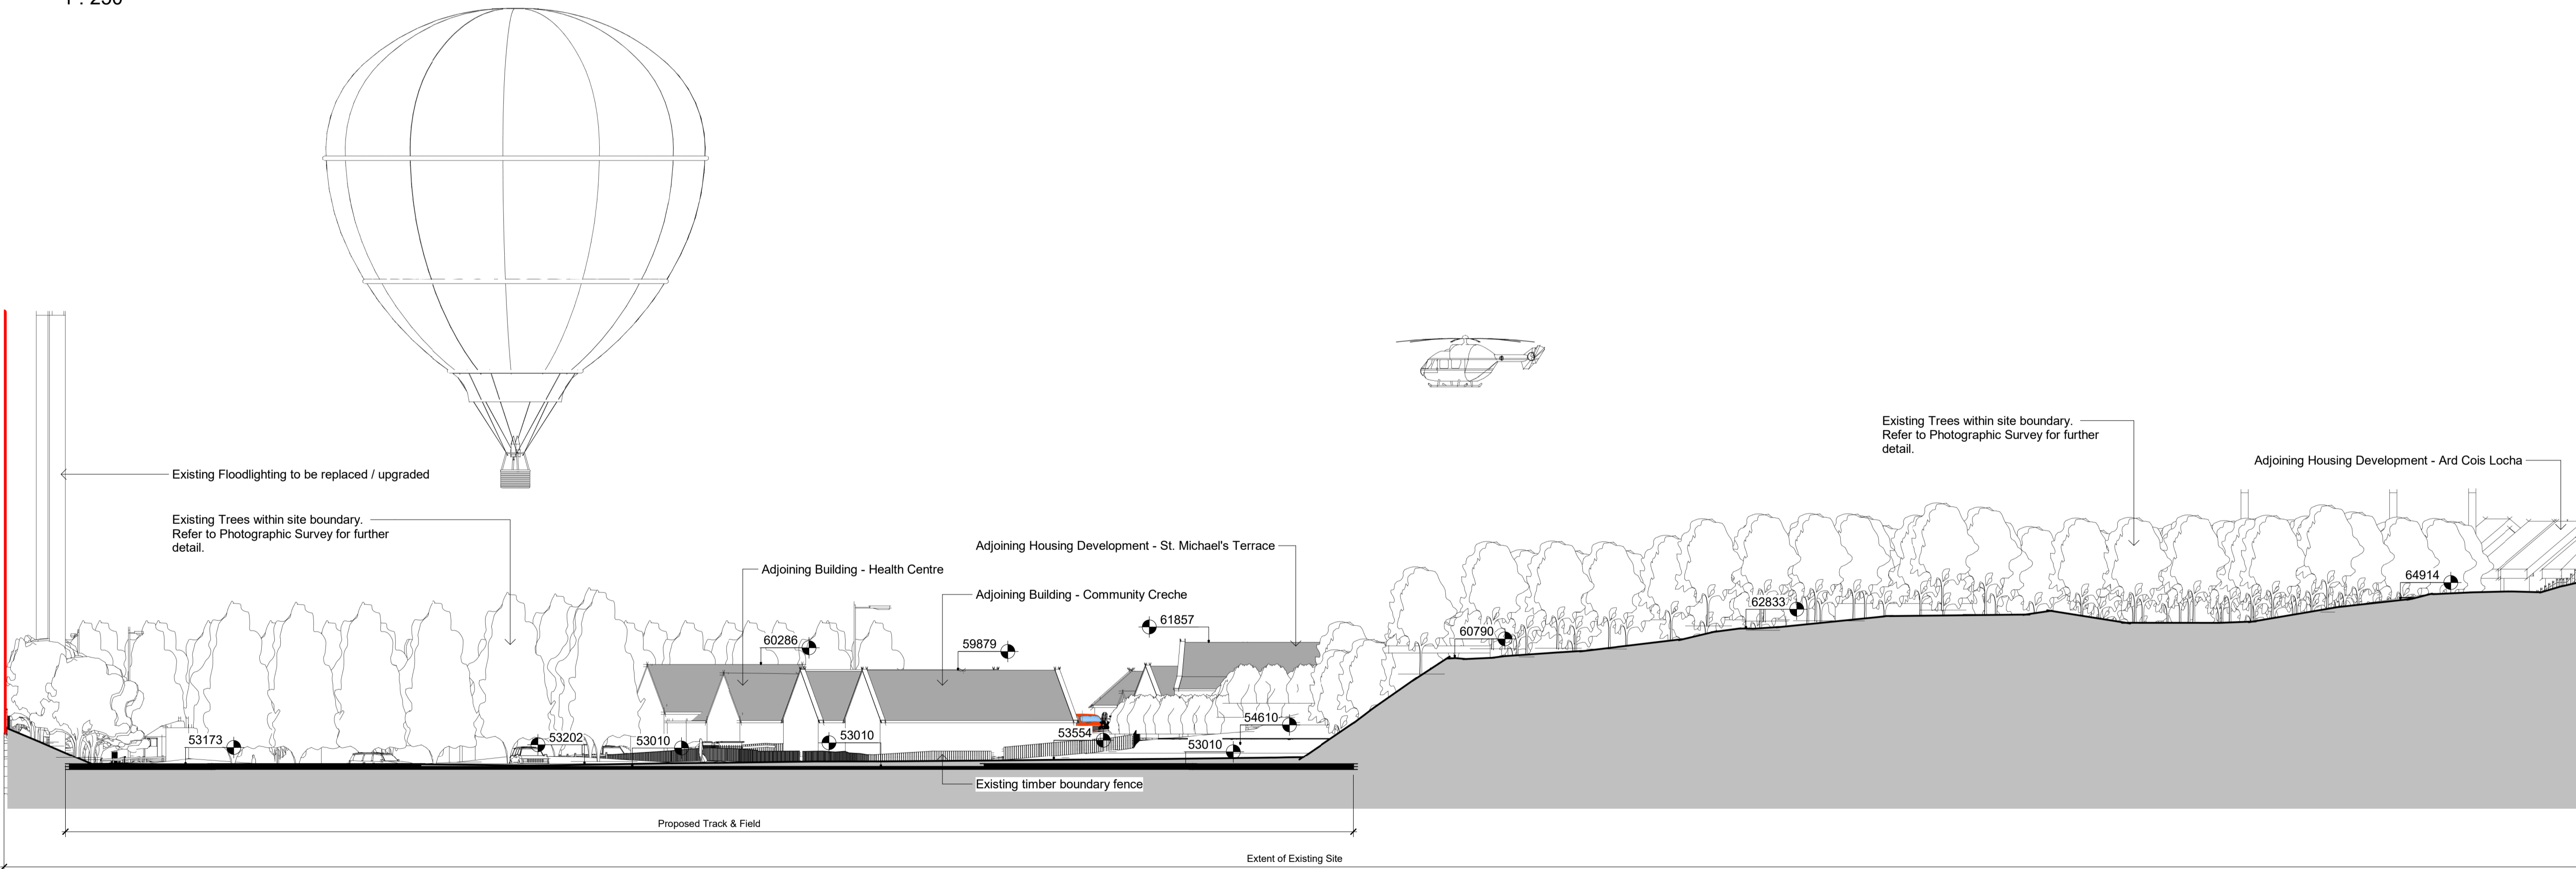 Existing Trees within site boundary.
Refer to Photographic Survey for further
detail.
Adjoining Housing Development - Ard Cois Locha
Existing Floodlighting to be replaced / upgraded
Existing Trees within site boundary.
Refer to Photographic Survey for further
detail.
Adjoining Housing Development - St. Michael's Terrace
Adjoining Building - Health Centre
Adjoining Building - Community Creche
64914
62833
61857
60790
60286
59879
54610
53173
53202
53010
53010
53554
53010
Existing timber boundary fence
Proposed Track & Field
Extent of Existing Site